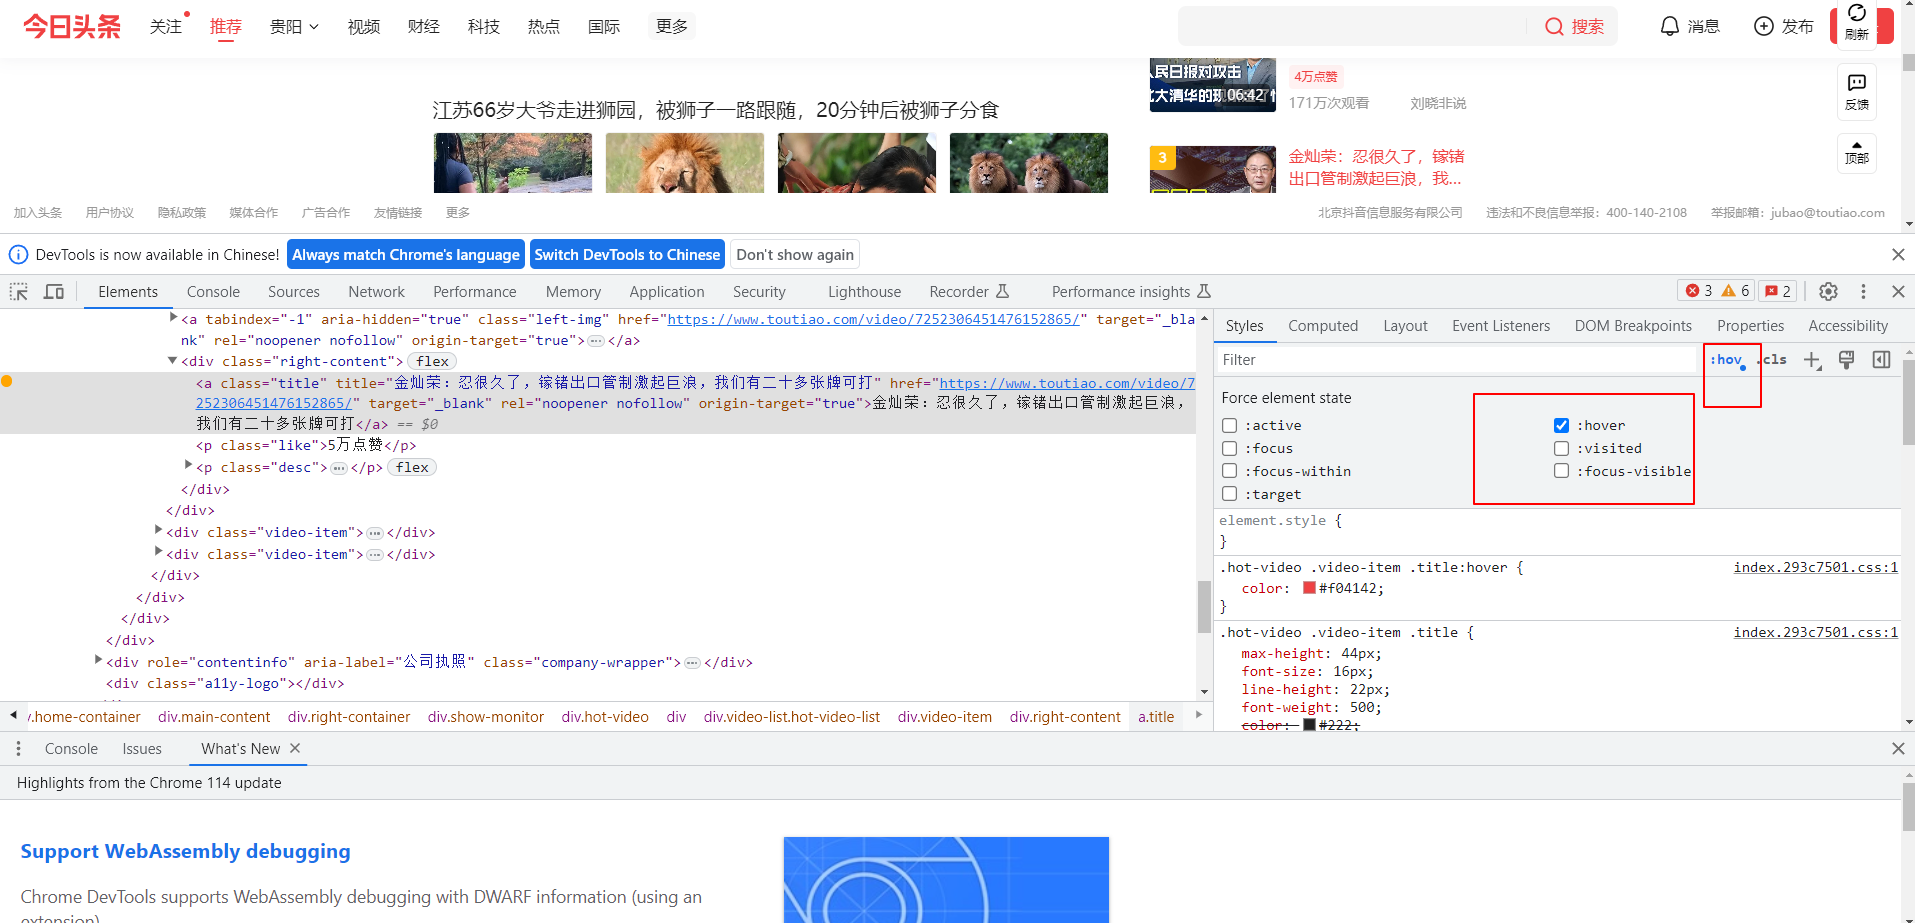 今日头条 关注 推荐 贵阳 视频 财经 科技 热点 国际 更多 搜索 消息 发布 刷新
人民日报对攻击
4万点赞
06:42
171万次观看 刘晓非说
反馈
江苏66岁大爷走进狮园，被狮子一路跟随，20分钟后被狮子分食
顶部
3
金灿荣：忍很久了，镓锗
出口管制激起巨浪，我...
加入头条 用户协议 隐私政策 媒体合作 广告合作 友情链接 更多 北京抖音信息服务有限公司 违法和不良信息举报：400-140-2108 举报邮箱：jubao@toutiao.com
DevTools is now available in Chinese! Always match Chrome's language Switch DevTools to Chinese Don't show again
Elements Console Sources Network Performance Memory Application Security Lighthouse Recorder Performance insights 3 6 2
<a tabindex="-1" aria-hidden="true" class="left-img" href="https://www.toutiao.com/video/7252306451476152865/" target="_bla
nk" rel="noopener nofollow" origin-target="true">…</a>
<div class="right-content"> flex
<a class="title" title="金灿荣：忍很久了，镓锗出口管制激起巨浪，我们有二十多张牌可打" href="https://www.toutiao.com/video/7
252306451476152865/" target="_blank" rel="noopener nofollow" origin-target="true">金灿荣：忍很久了，镓锗出口管制激起巨浪，
我们有二十多张牌可打</a> == $0
<p class="like">5万点赞</p>
<p class="desc">…</p> flex
</div>
</div>
<div class="video-item">…</div>
<div class="video-item">…</div>
</div>
</div>
</div>
</div>
<div role="contentinfo" aria-label="公司执照" class="company-wrapper">…</div>
<div class="a11y-logo"></div>
Styles Computed Layout Event Listeners DOM Breakpoints Properties Accessibility
Filter :hov .cls
Force element state
:active :hover
:focus :visited
:focus-within :focus-visible
:target
element.style {
}
.hot-video .video-item .title:hover { index.293c7501.css:1
color: #f04142;
}
.hot-video .video-item .title { index.293c7501.css:1
max-height: 44px;
font-size: 16px;
line-height: 22px;
font-weight: 500;
color: #222;
v.home-container div.main-content div.right-container div.show-monitor div.hot-video div div.video-list.hot-video-list div.video-item div.right-content a.title
Console Issues What's New
Highlights from the Chrome 114 update
Support WebAssembly debugging
Chrome DevTools supports WebAssembly debugging with DWARF information (using an
extension)